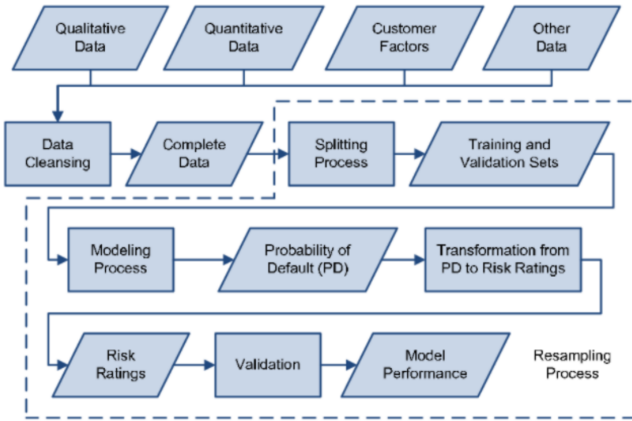 Qualitative
Data
Quantitative
Data
Customer
Factors
Other
Data
Data
Cleansing
Complete
Data
Splitting
Process
Training and
Validation Sets
Modeling
Process
Probability of
Default (PD)
Transformation from
PD to Risk Ratings
Risk
Ratings
Validation
Model
Performance
Resampling
Process